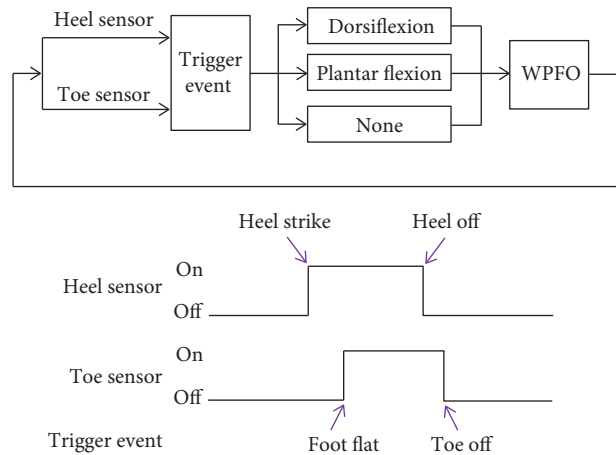 Heel sensor
Toe sensor
Trigger
event
Dorsiflexion
Plantar flexion
None
WPFO
Heel strike
Heel off
Heel sensor
On
Off
Toe sensor
On
Off
Trigger event
Foot flat
Toe off